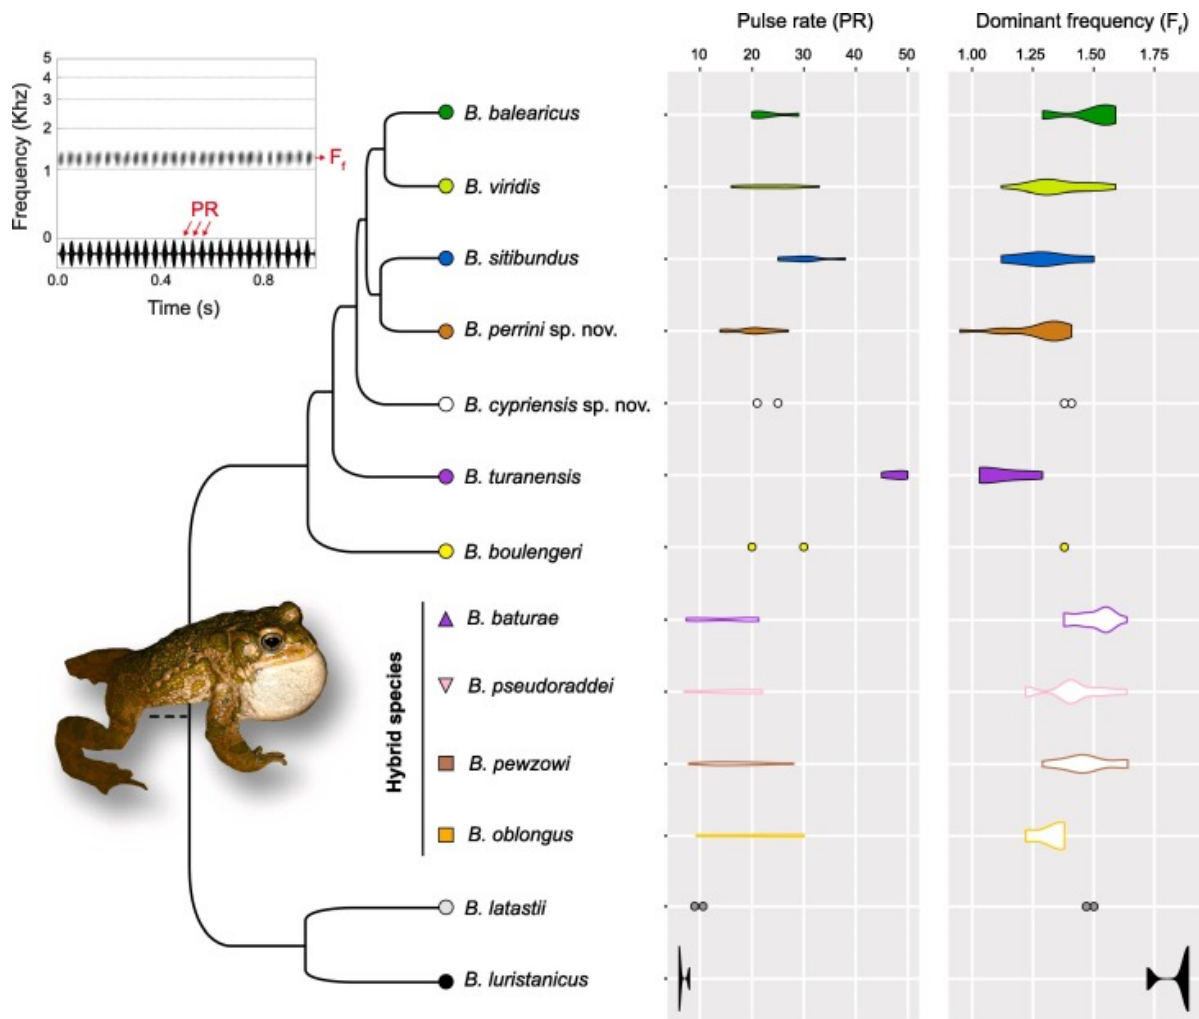 Pulse rate (PR)
Dominant frequency (Ff)
10 20 30 40 50
1.00 1.25 1.50 1.75
Frequency (Khz)
5
4
3
2
1
0
Ff
PR
0.0 0.4 0.8
Time (s)
B. balearicus
B. viridis
B. sitibundus
B. perrini sp. nov.
B. cypriensis sp. nov.
B. turanensis
B. boulengeri
Hybrid species
B. baturae
B. pseudoraddei
B. pewzowi
B. oblongus
B. latastii
B. luristanicus